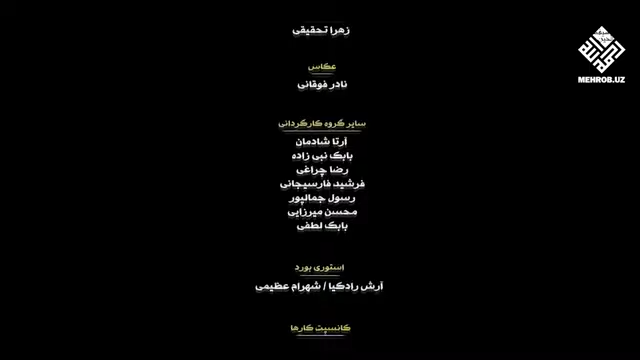 زهرا تحقیقی
عکاس
نادر فوقانی
سایر گروه کارگردانی
آرتا شادمان
بابک نبی زاده
رضا چراغی
فرشید فارسیجانی
رسول جمالپور
محسن میرزایی
بابک لطفی
استوری بورد
آرش رادکیا / شهرام عظیمی
کانسپت کارها
MEHROB.UZ